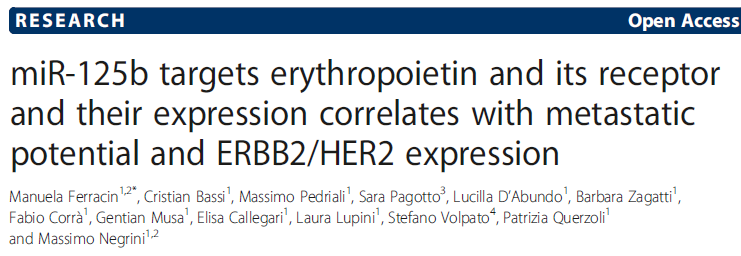 RESEARCH Open Access
miR-125b targets erythropoietin and its receptor
and their expression correlates with metastatic
potential and ERBB2/HER2 expression
Manuela Ferracin1,2*, Cristian Bassi1, Massimo Pedriali1, Sara Pagotto3, Lucilla D’Abundo1, Barbara Zagatti1,
Fabio Corrà1, Gentian Musa1, Elisa Callegari1, Laura Lupini1, Stefano Volpato4, Patrizia Querzoli1
and Massimo Negrini1,2